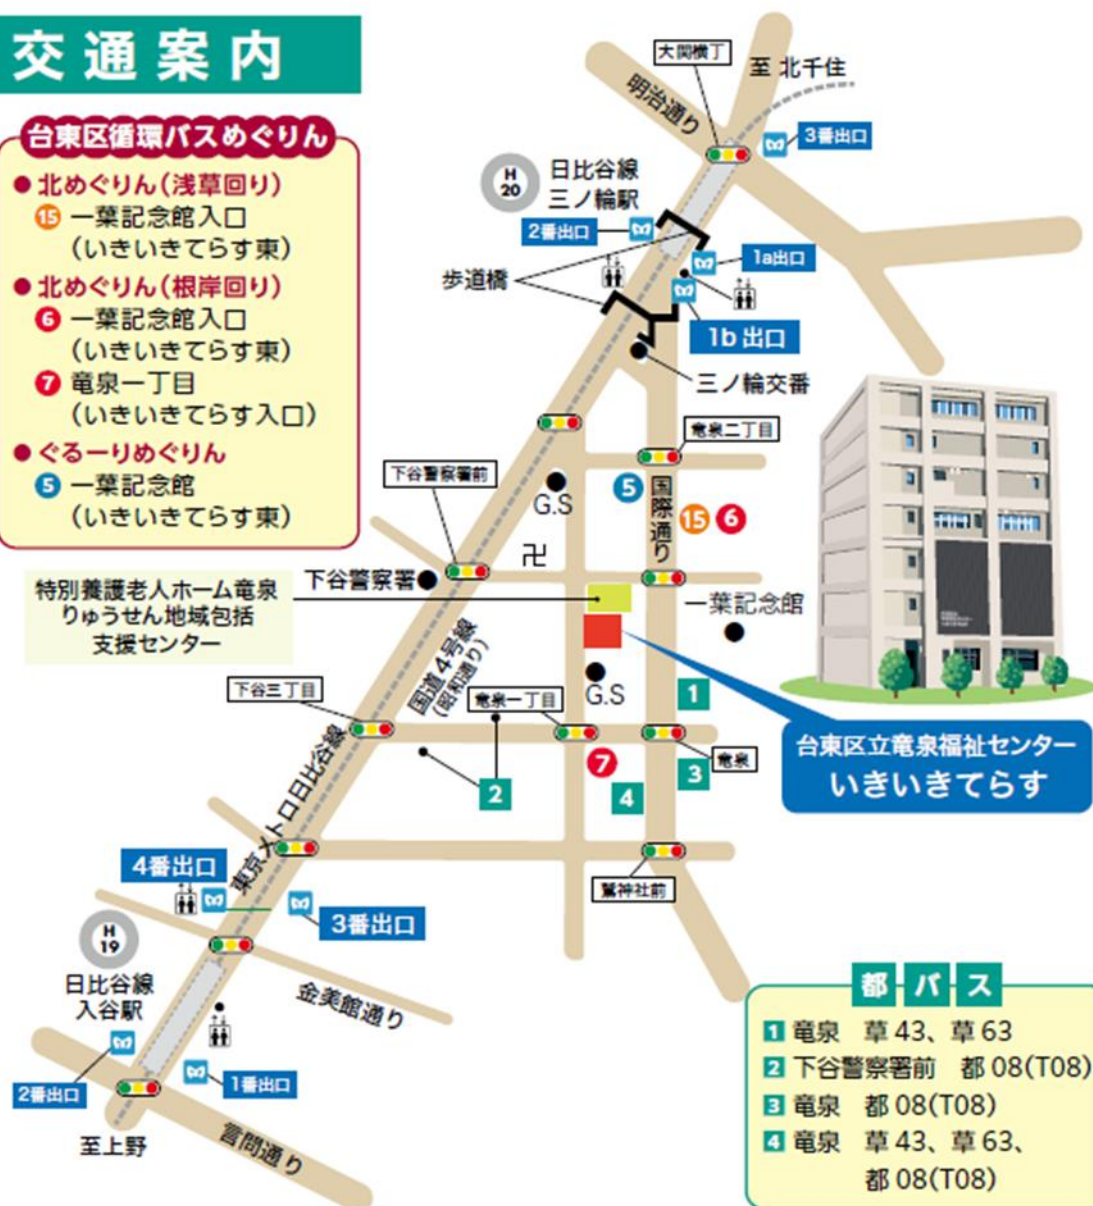 交通案内
台東区循環バスめぐりん
● 北めぐりん(浅草回り)
⑮ 一葉記念館入口
(いきいきてらす東)
● 北めぐりん(根岸回り)
❻ 一葉記念館入口
(いきいきてらす東)
❼ 竜泉一丁目
(いきいきてらす入口)
● ぐるーりめぐりん
❺ 一葉記念館
(いきいきてらす東)
大関横丁
至 北千住
明治通り
3番出口
H
20
日比谷線
三ノ輪駅
2番出口
1a出口
歩道橋
1b 出口
三ノ輪交番
竜泉二丁目
下谷警察署前
G.S
5
国際通り
15
6
卍
下谷警察署
特別養護老人ホーム竜泉
りゅうせん地域包括
支援センター
一葉記念館
国道4号線
(昭和通り)
下谷三丁目
竜泉一丁目
G.S
1
台東区立竜泉福祉センター
いきいきてらす
竜泉
7
3
2
4
東京メトロ日比谷線
4番出口
鷲神社前
3番出口
H
19
日比谷線
入谷駅
金美館通り
2番出口
1番出口
至上野
言問通り
都バス
1 竜泉 草43、草63
2 下谷警察署前 都08(T08)
3 竜泉 都08(T08)
4 竜泉 草43、草63、
都08(T08)